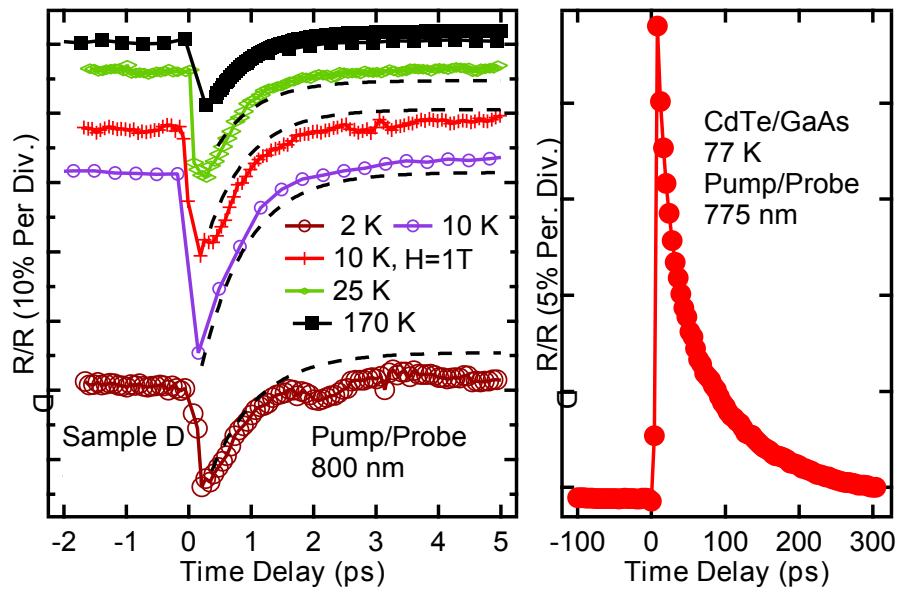 R/R (10% Per Div.)
2 K
10 K
10 K, H=1T
25 K
170 K
Sample D
Pump/Probe
800 nm
-2
-1
0
1
2
3
4
5
Time Delay (ps)
R/R (5% Per. Div.)
CdTe/GaAs
77 K
Pump/Probe
775 nm
-100
0
100
200
300
Time Delay (ps)